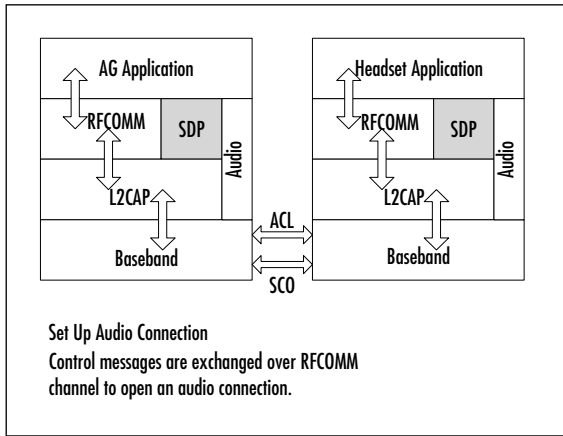 AG Application
RFCOMM
SDP
Audio
L2CAP
Baseband
ACL
SCO
Headset Application
RFCOMM
SDP
Audio
L2CAP
Baseband
Set Up Audio Connection
Control messages are exchanged over RFCOMM
channel to open an audio connection.